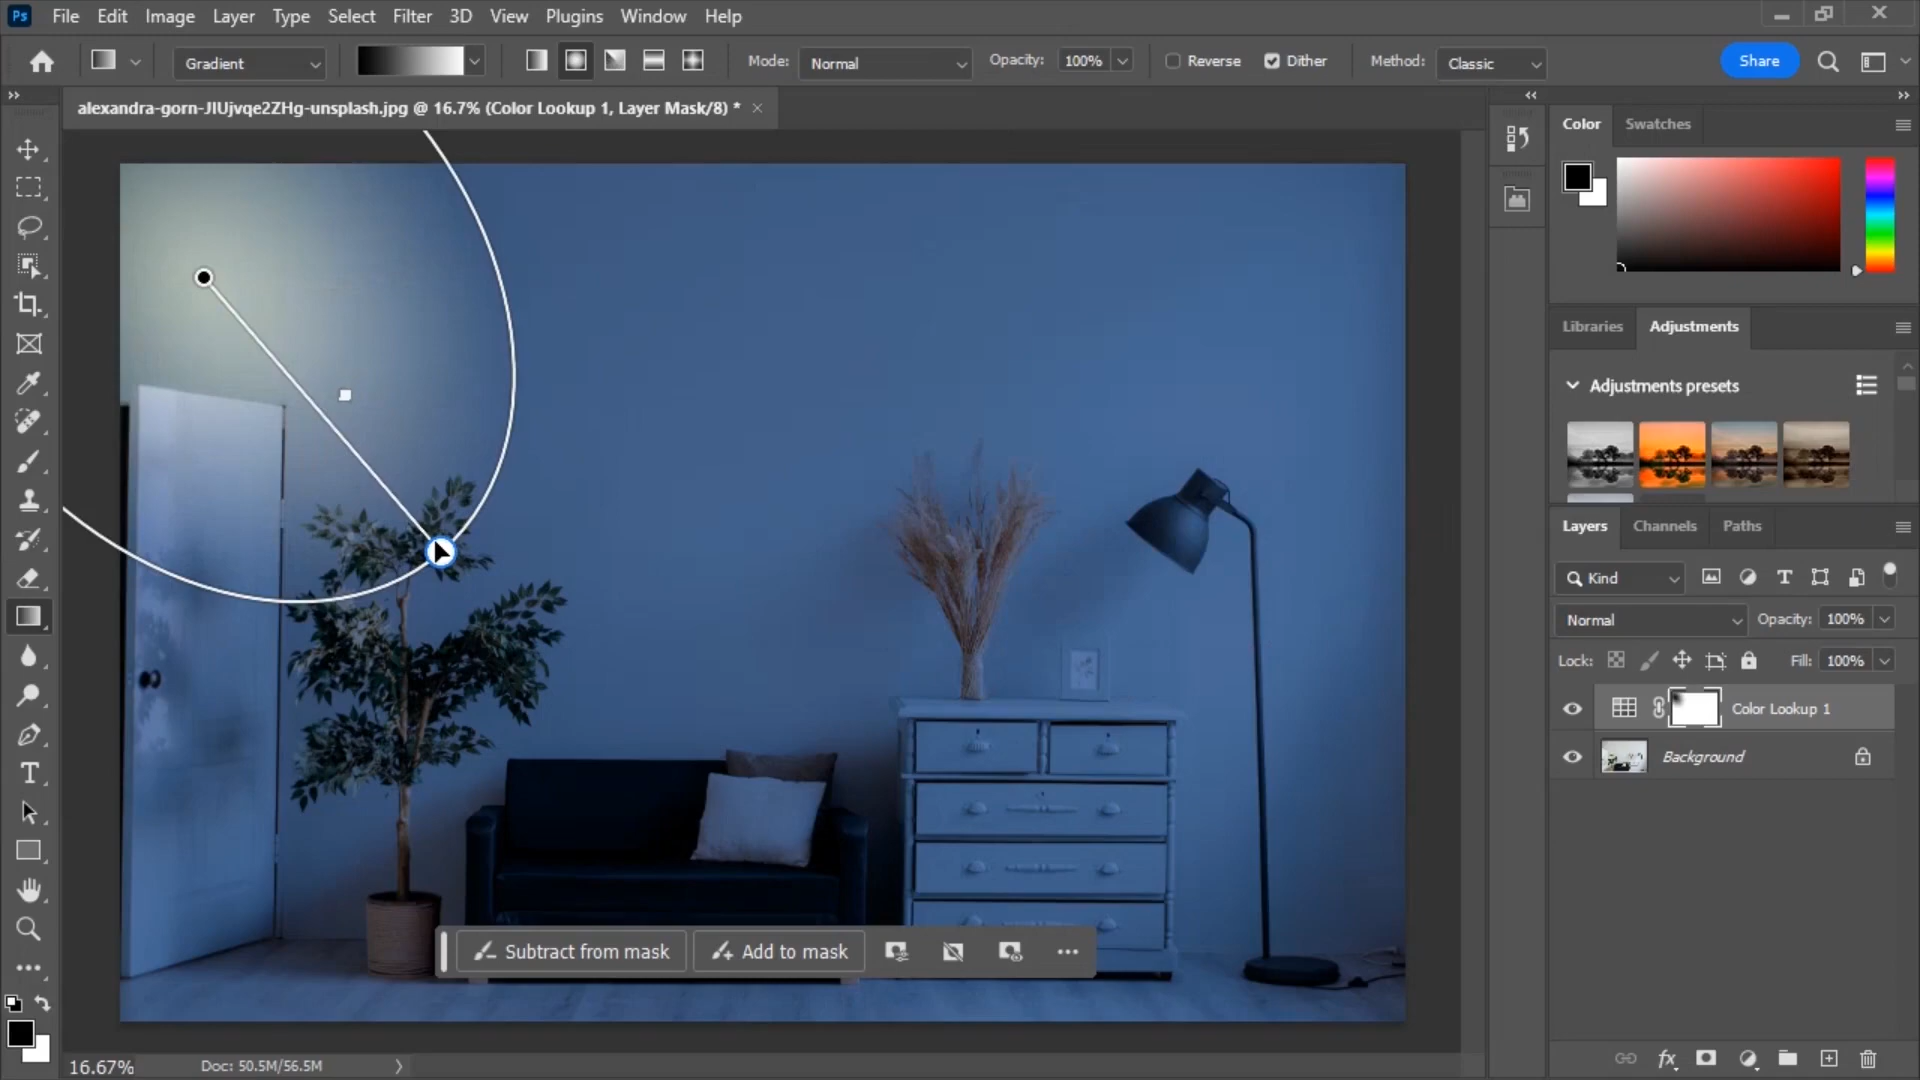 Ps File Edit Image Layer Type Select Filter 3D View Plugins Window Help
Gradient Mode: Normal Opacity: 100% Reverse Dither Method: Classic Share
alexandra-gorn-JIUjvqe2ZHg-unsplash.jpg @ 16.7% (Color Lookup 1, Layer Mask/8) * ×
Color Swatches
Libraries Adjustments
Adjustments presets
Layers Channels Paths
Kind
Normal Opacity: 100%
Lock: Fill: 100%
Color Lookup 1
Background
Subtract from mask Add to mask
16.67% Doc: 50.5M/56.5M